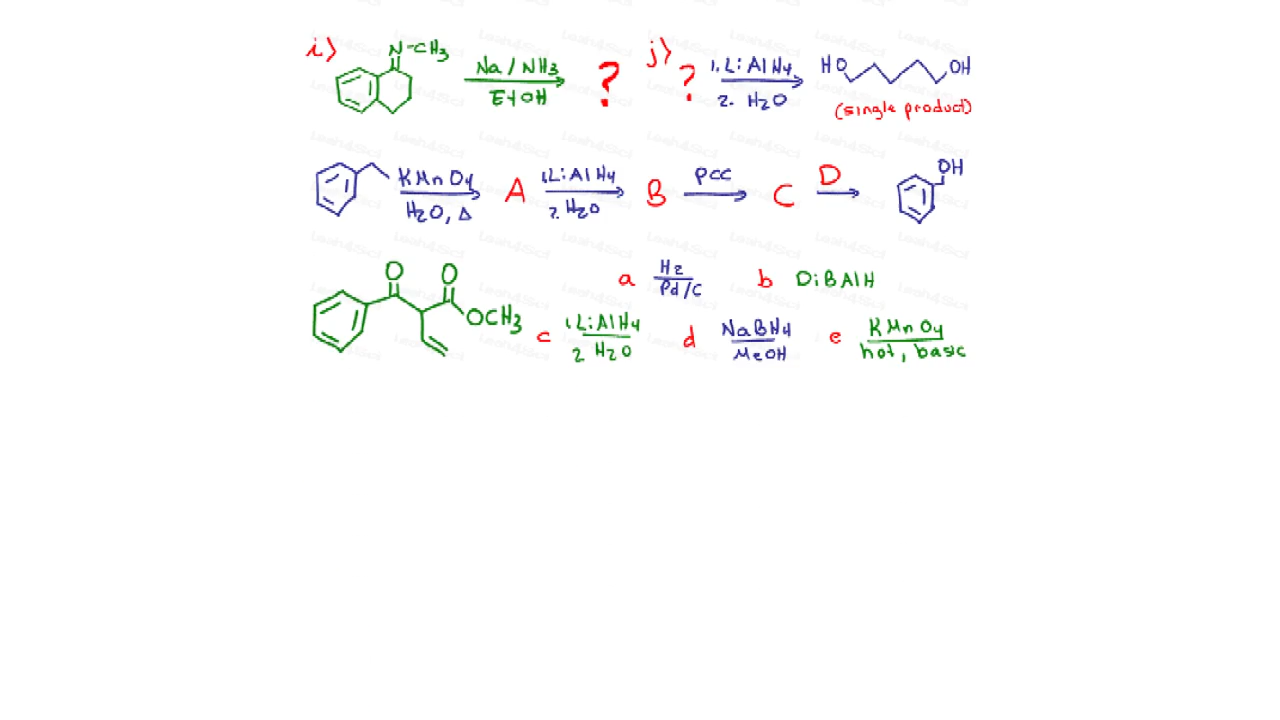 i) N-CH3 Na / NH3 EtOH ? j) ? 1. LiAlH4 2. H2O HO OH
(single product)
KMnO4 H2O, Δ A 1. LiAlH4 2. H2O B PCC C D OH
O O OCH3
a H2 Pd/C b DiBAlH
c 1. LiAlH4 2 H2O d NaBH4 MeOH e KMnO4 hot, basic
Leah4Sci